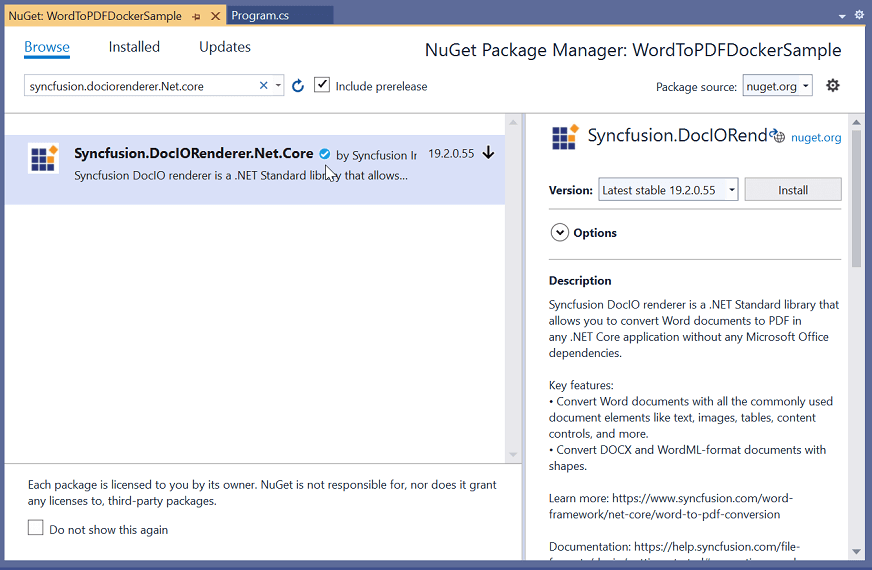 NuGet: WordToPDFDockerSample
Program.cs
Browse
Installed
Updates
NuGet Package Manager: WordToPDFDockerSample
syncfusion.dociorenderer.Net.core
Include prerelease
Package source:
nuget.org
Syncfusion.DocIORenderer.Net.Core
by Syncfusion Ir
19.2.0.55
Syncfusion DocIO renderer is a .NET Standard library that allows...
Syncfusion.DocIORend
nuget.org
Version:
Latest stable 19.2.0.55
Install
Options
Description
Syncfusion DocIO renderer is a .NET Standard library that
allows you to convert Word documents to PDF in
any .NET Core application without any Microsoft Office
dependencies.
Key features:
• Convert Word documents with all the commonly used
document elements like text, images, tables, content
controls, and more.
• Convert DOCX and WordML-format documents with
shapes.
Learn more: https://www.syncfusion.com/word-
framework/net-core/word-to-pdf-conversion
Documentation: https://help.syncfusion.com/file-
Each package is licensed to you by its owner. NuGet is not responsible for, nor does it grant
any licenses to, third-party packages.
Do not show this again